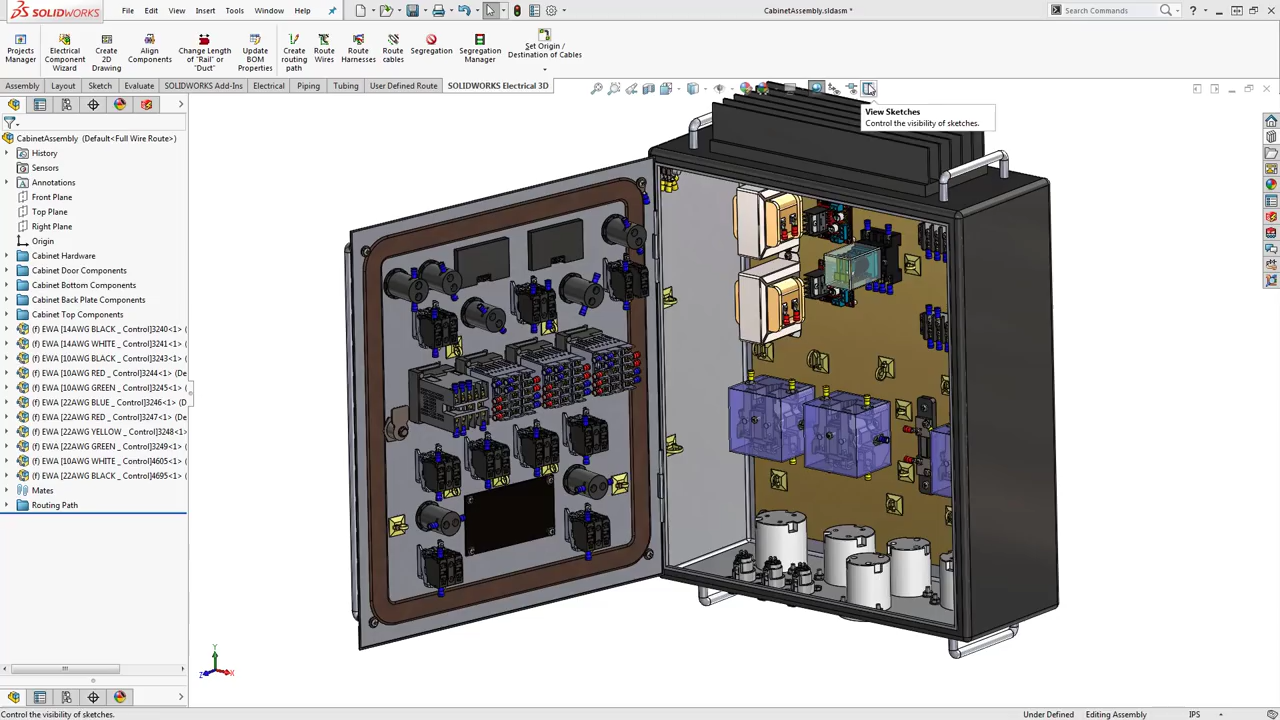 SOLIDWORKS
File
Edit
View
Insert
Tools
Window
Help
CabinetAssembly.sldasm *
Search Commands
Projects Manager
Electrical Component Wizard
Create 2D Drawing
Align Components
Change Length of "Rail" or "Duct"
Update BOM Properties
Create routing path
Route Wires
Route Harnesses
Route cables
Segregation
Segregation Manager
Set Origin / Destination of Cables
Assembly
Layout
Sketch
Evaluate
SOLIDWORKS Add-Ins
Electrical
Piping
Tubing
User Defined Route
SOLIDWORKS Electrical 3D
View Sketches
Control the visibility of sketches.
CabinetAssembly (Default<Full Wire Route>)
History
Sensors
Annotations
Front Plane
Top Plane
Right Plane
Origin
Cabinet Hardware
Cabinet Door Components
Cabinet Bottom Components
Cabinet Back Plate Components
Cabinet Top Components
(f) EWA [14AWG BLACK _ Control]3240<1> (
(f) EWA [14AWG WHITE _ Control]3241<1> (
(f) EWA [10AWG BLACK _ Control]3243<1> (
(f) EWA [10AWG RED _ Control]3244<1> (De
(f) EWA [10AWG GREEN _ Control]3245<1> (
(f) EWA [22AWG BLUE _ Control]3246<1> (D
(f) EWA [22AWG RED _ Control]3247<1> (De
(f) EWA [22AWG YELLOW _ Control]3248<1>
(f) EWA [22AWG GREEN _ Control]3249<1> (
(f) EWA [10AWG WHITE _ Control]4605<1> (
(f) EWA [22AWG BLACK _ Control]4695<1> (
Mates
Routing Path
Y
Z
X
Control the visibility of sketches.
Under Defined
Editing Assembly
IPS